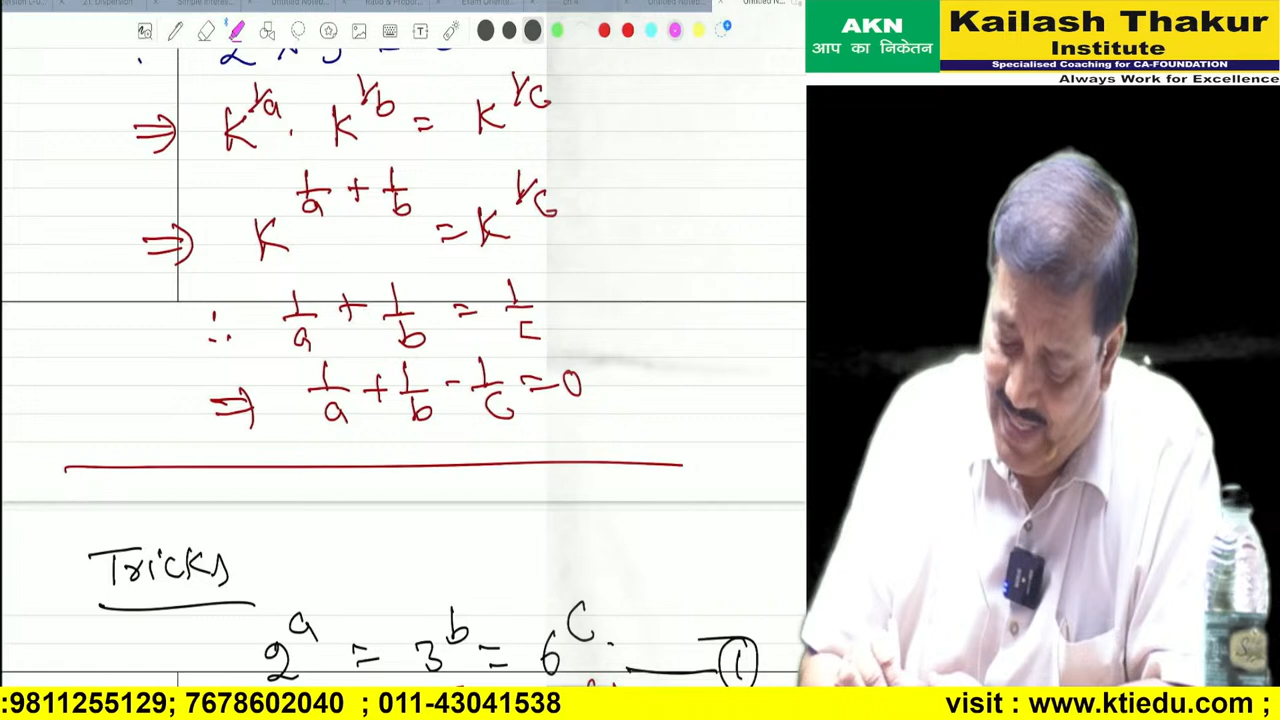 AKN
आप का निकेतन
Kailash Thakur
Institute
Specialised Coaching for CA-FOUNDATION
Always Work for Excellence
⇒ K^1/a . K^1/b = K^1/c
⇒ K^(1/a + 1/b) = K^1/c
∴ 1/a + 1/b = 1/c
⇒ 1/a + 1/b - 1/c = 0
Tricks
2^a = 3^b = 6^c. —— ①
:9811255129; 7678602040 ; 011-43041538
visit : www.ktiedu.com ;